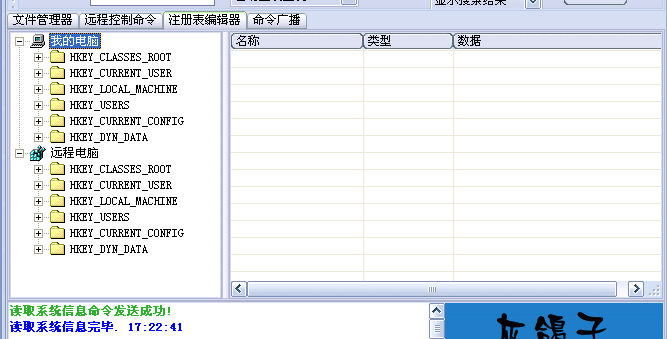 显示搜索结果
文件管理器 远程控制命令 注册表编辑器 命令广播
我的电脑
HKEY_CLASSES_ROOT
HKEY_CURRENT_USER
HKEY_LOCAL_MACHINE
HKEY_USERS
HKEY_CURRENT_CONFIG
HKEY_DYN_DATA
远程电脑
HKEY_CLASSES_ROOT
HKEY_CURRENT_USER
HKEY_LOCAL_MACHINE
HKEY_USERS
HKEY_CURRENT_CONFIG
HKEY_DYN_DATA
名称 类型 数据
读取系统信息命令发送成功!
读取系统信息完毕. 17:22:41
灰鸽子